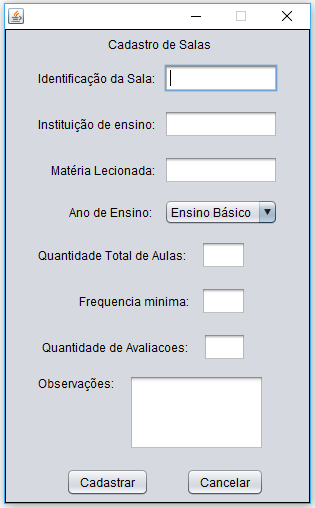 Cadastro de Salas
Identificação da Sala:
Instituição de ensino:
Matéria Lecionada:
Ano de Ensino: Ensino Básico
Quantidade Total de Aulas:
Frequencia minima:
Quantidade de Avaliacoes:
Observações:
Cadastrar Cancelar